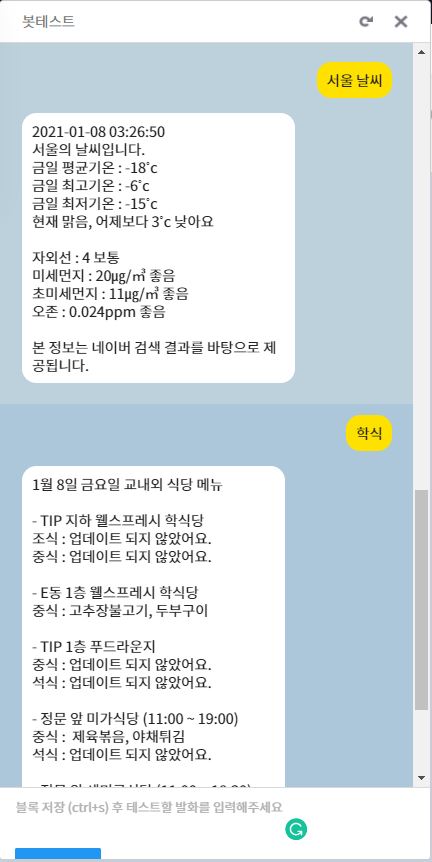 봇테스트
서울 날씨
2021-01-08 03:26:50
서울의 날씨입니다.
금일 평균기온 : -18˚c
금일 최고기온 : -6˚c
금일 최저기온 : -15˚c
현재 맑음, 어제보다 3˚c 낮아요
자외선 : 4 보통
미세먼지 : 20㎍/㎥ 좋음
초미세먼지 : 11㎍/㎥ 좋음
오존 : 0.024ppm 좋음
본 정보는 네이버 검색 결과를 바탕으로 제
공됩니다.
학식
1월 8일 금요일 교내외 식당 메뉴
- TIP 지하 웰스프레시 학식당
조식 : 업데이트 되지 않았어요.
중식 : 업데이트 되지 않았어요.
- E동 1층 웰스프레시 학식당
중식 : 고추장불고기, 두부구이
- TIP 1층 푸드라운지
중식 : 업데이트 되지 않았어요.
석식 : 업데이트 되지 않았어요.
- 정문 앞 미가식당 (11:00 ~ 19:00)
중식 : 제육볶음, 야채튀김
석식 : 업데이트 되지 않았어요.
블록 저장 (ctrl+s) 후 테스트할 발화를 입력해주세요